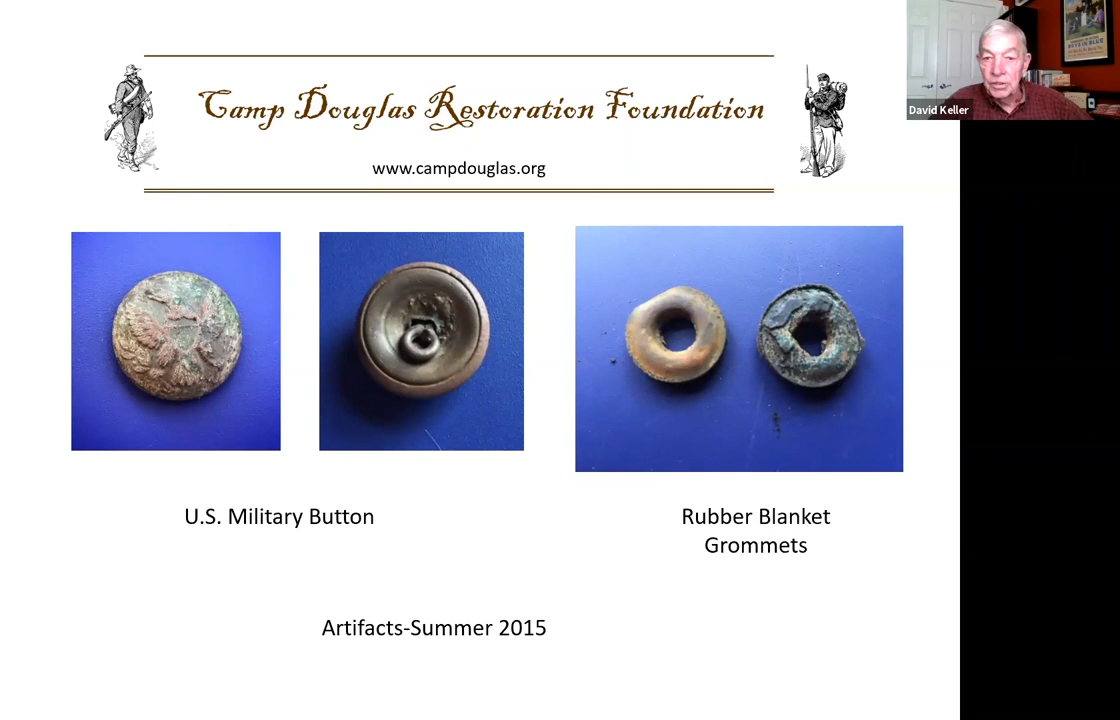 Camp Douglas Restoration Foundation
www.campdouglas.org
David Keller
U.S. Military Button
Rubber Blanket
Grommets
Artifacts-Summer 2015